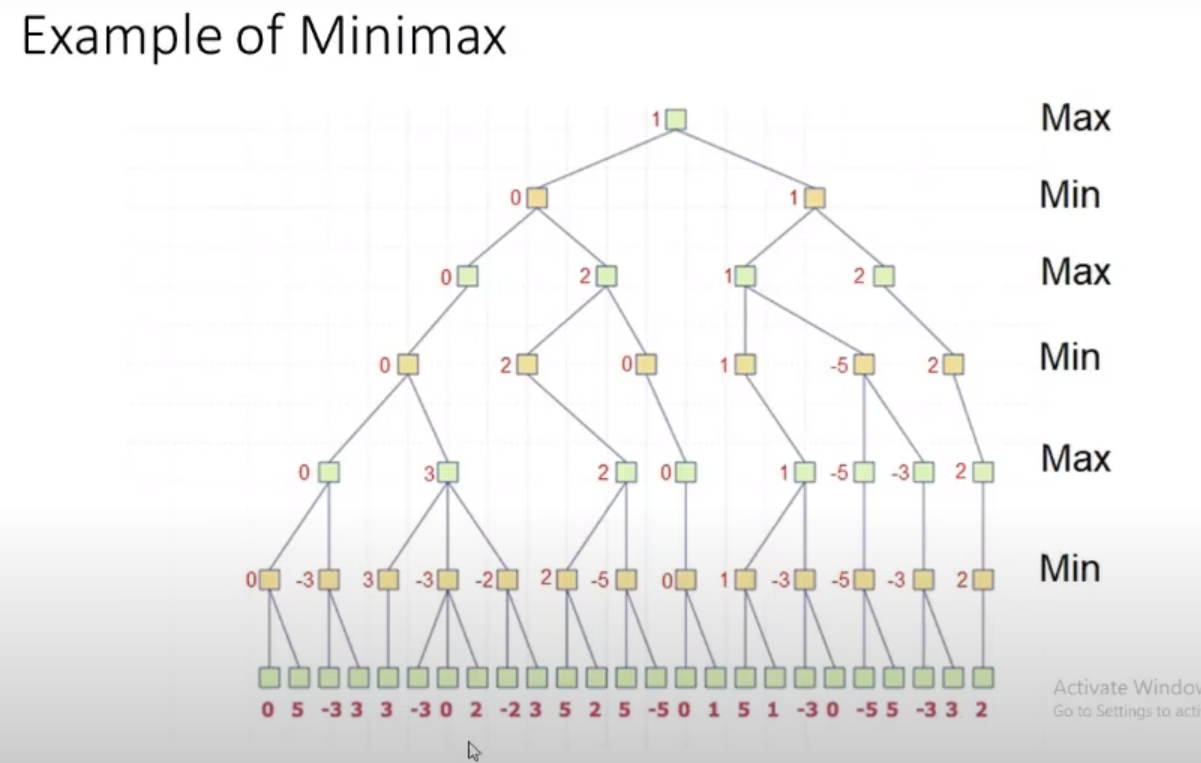 Example of Minimax
1 Max
0 1 Min
0 2 1 2 Max
0 2 0 1 -5 2 Min
0 3 2 0 1 -5 -3 2 Max
0 -3 3 -3 -2 2 -5 0 1 -3 -5 -3 2 Min
0 5 -3 3 3 -3 0 2 -2 3 5 2 5 -5 0 1 5 1 -3 0 -5 5 -3 3 2
Activate Window
Go to Settings to acti